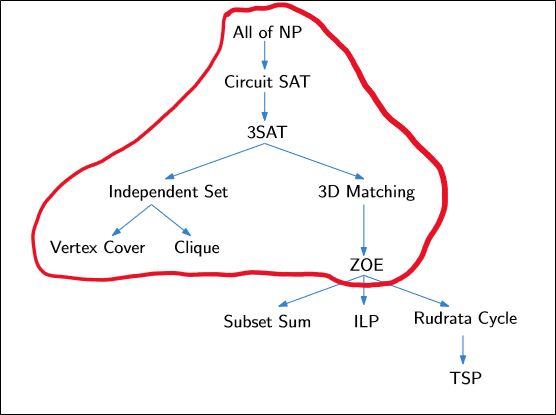 All of NP
Circuit SAT
3SAT
Independent Set 3D Matching
Vertex Cover Clique
ZOE
Subset Sum ILP Rudrata Cycle
TSP